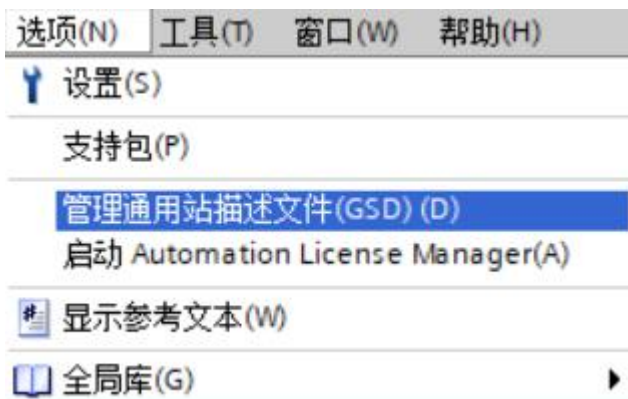 选项(N) 工具(T) 窗口(W) 帮助(H)
设置(S)
支持包(P)
管理通用站描述文件(GSD) (D)
启动 Automation License Manager(A)
显示参考文本(W)
全局库(G)